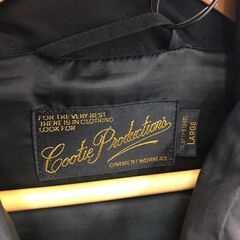 FOR THE VERY BEST
THERE IS IN CLOTHING
LOOK FOR
Cootie Productions
GARMENT WORKERS
LARGE